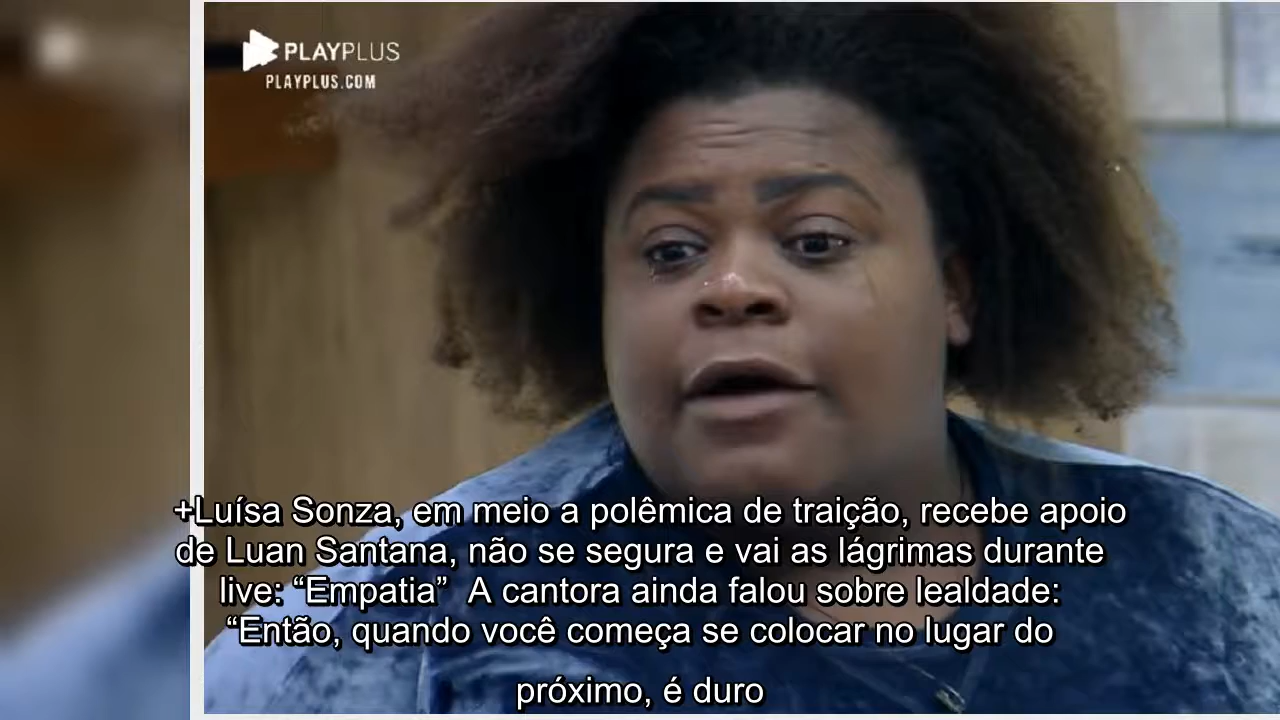 PLAYPLUS
PLAYPLUS.COM
+Luísa Sonza, em meio a polêmica de traição, recebe apoio
de Luan Santana, não se segura e vai as lágrimas durante
live: “Empatia”  A cantora ainda falou sobre lealdade:
“Então, quando você começa se colocar no lugar do
próximo, é duro